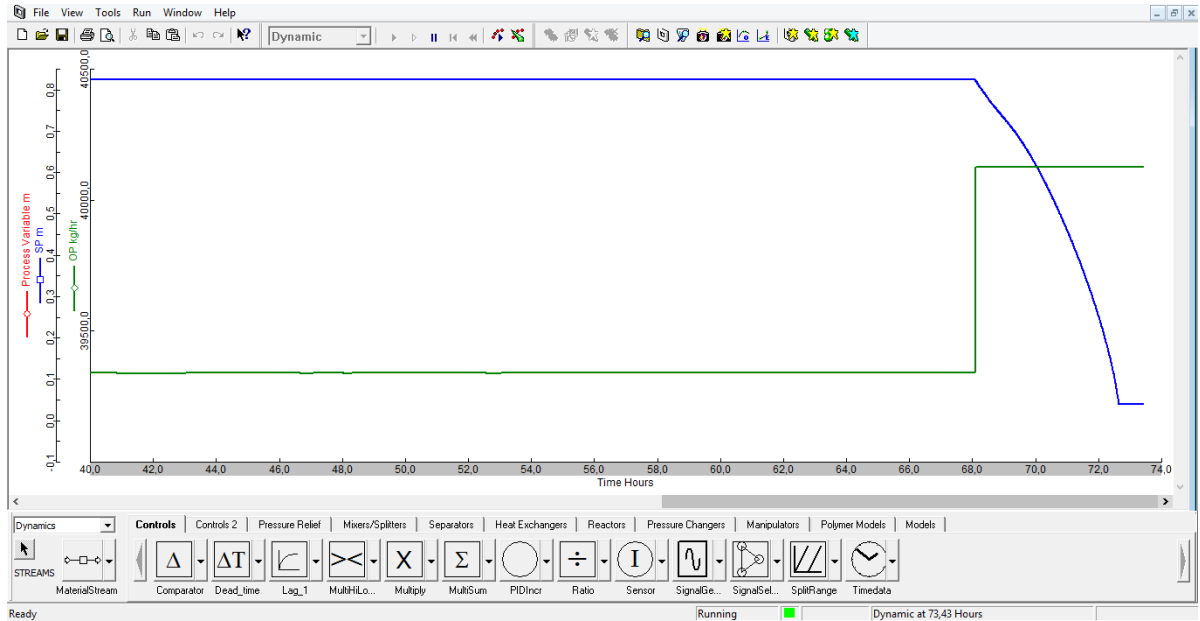 File View Tools Run Window Help
Dynamic
Process Variable m
SP m
OP kg/hr
0,8
0,7
0,6
0,5
0,4
0,3
0,2
0,1
0,0
-0,1
40500,0
40000,0
39500,0
40,0 42,0 44,0 46,0 48,0 50,0 52,0 54,0 56,0 58,0 60,0 62,0 64,0 66,0 68,0 70,0 72,0 74,0
Time Hours
Dynamics Controls Controls 2 Pressure Relief Mixers/Splitters Separators Heat Exchangers Reactors Pressure Changers Manipulators Polymer Models Models
Δ ΔT >< X Σ ÷ I
STREAMS
MaterialStream Comparator Dead_time Lag_1 MultiHiLo... Multiply MultiSum PIDIncr Ratio Sensor SignalGe... SignalSel... SplitRange Timedata
Ready Running Dynamic at 73,43 Hours